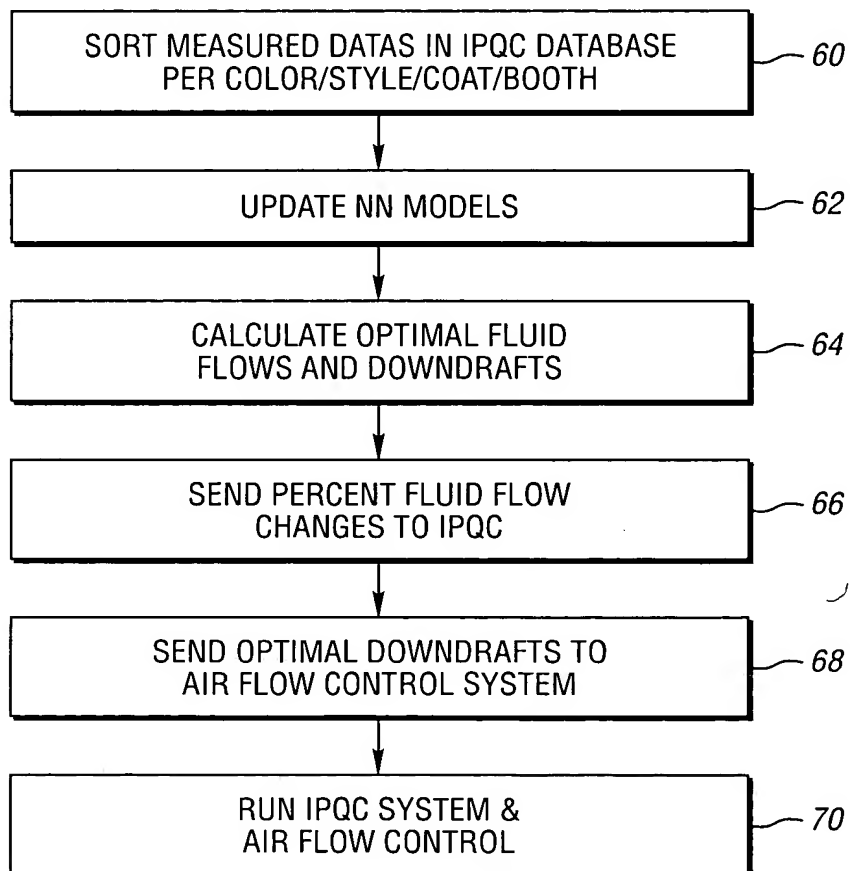 SORT MEASURED DATAS IN IPQC DATABASE
PER COLOR/STYLE/COAT/BOOTH
60
UPDATE NN MODELS
62
CALCULATE OPTIMAL FLUID
FLOWS AND DOWNDRAFTS
64
SEND PERCENT FLUID FLOW
CHANGES TO IPQC
66
SEND OPTIMAL DOWNDRAFTS TO
AIR FLOW CONTROL SYSTEM
68
RUN IPQC SYSTEM &
AIR FLOW CONTROL
70